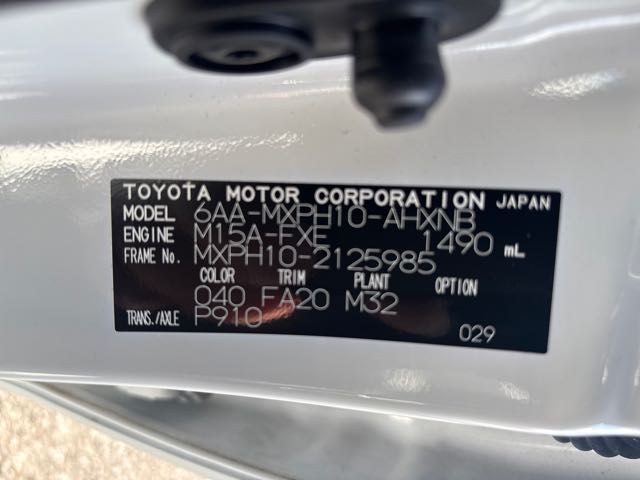 TOYOTA MOTOR CORPORATION JAPAN
MODEL 6AA-MXPH10-AHXNB
ENGINE M15A-FXE 1490 mL
FRAME No. MXPH10-2125985
COLOR TRIM PLANT OPTION
040 FA20 M32
TRANS./AXLE P910
029